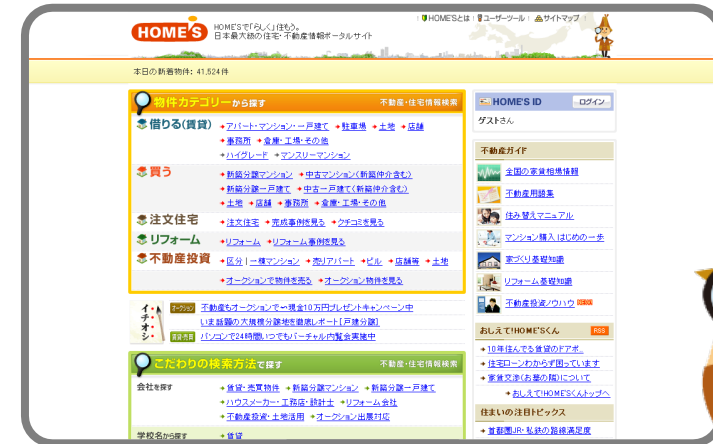 HOME'S
HOME'Sで「らしく」住もう。
日本最大級の住宅・不動産情報ポータルサイト
HOME'Sとは
ユーザーツール
サイトマップ
本日の新着物件: 41,524件
物件カテゴリーから探す
不動産・住宅情報検索
借りる(賃貸)
アパート・マンション・一戸建て
駐車場
土地
店舗
事務所
倉庫・工場・その他
ハイグレード
マンスリーマンション
買う
新築分譲マンション
中古マンション(新築仲介含む)
新築分譲一戸建て
中古一戸建て(新築仲介含む)
土地
店舗
事務所
倉庫・工場・その他
注文住宅
注文住宅
完成事例を見る
クチコミを見る
リフォーム
リフォーム
リフォーム事例を見る
不動産投資
区分 | 一棟マンション
売りアパート
ビル
店舗等
土地
オークションで物件を売る
オークション物件を見る
イチオシ・
オークション
不動産もオークションで〜現金10万円プレゼントキャンペーン中
いま話題の大規模分譲地を徹底レポート[戸建分譲]
賃貸・売買
パソコンで24時間いつでもバーチャル内覧会実施中
こだわりの検索方法で探す
不動産・住宅情報検索
会社を探す
賃貸・売買物件
新築分譲マンション
新築分譲一戸建て
ハウスメーカー・工務店・設計士
リフォーム会社
不動産投資・土地活用
オークション出展対応
学校名から探す
賃貸
HOME'S ID
ログイン
ゲストさん
不動産ガイド
全国の家賃相場情報
不動産用語集
住み替えマニュアル
マンション購入はじめの一歩
家づくり基礎知識
リフォーム基礎知識
不動産投資ノウハウ
おしえて!HOME'Sくん
RSS
10年住んでる賃貸のドアポ..
住宅ローンわからず困っています
家賃交渉(お墓の隣)について
おしえて!HOME'Sくんトップへ
住まいの注目トピックス
首都圏JR・私鉄の路線満足度